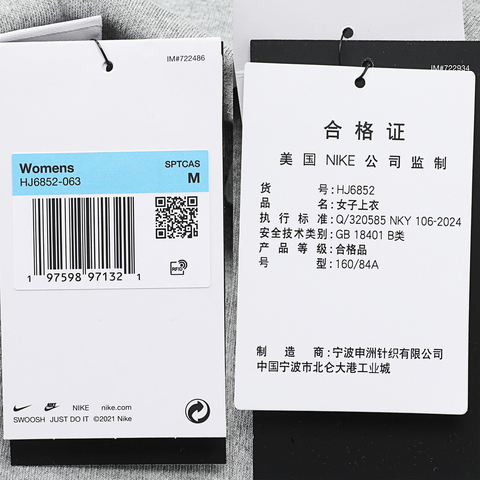 IM#722486
Womens
SPTCAS
HJ6852-063
M
1 97598 97132 1
RFID
NIKE
nike.com
SWOOSH JUST DO IT ©2021 Nike
IM#722934
合格证
美国 NIKE 公司监制
货号:HJ6852
品名:女子上衣
执行标准:Q/320585 NKY 106-2024
安全技术类别:GB 18401 B类
产品等级:合格品
号型:160/84A
制造商:宁波申洲针织有限公司
中国宁波市北仑大港工业城